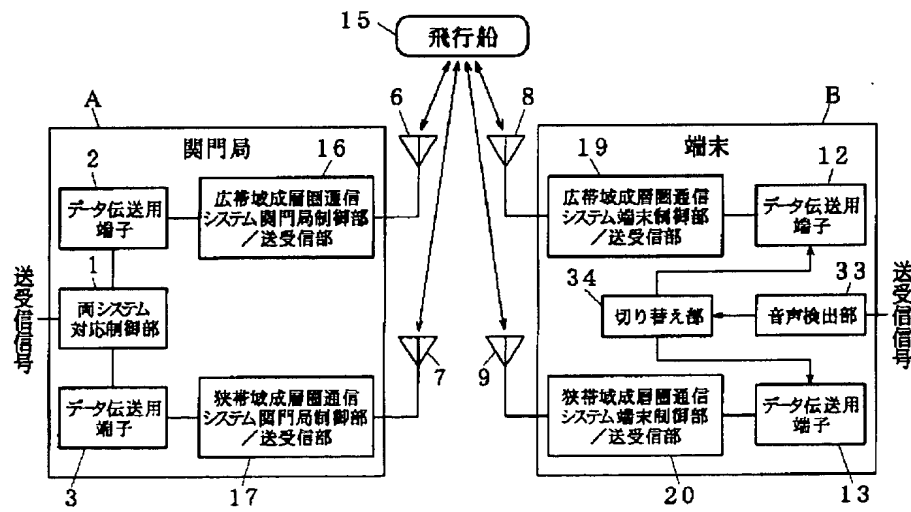 15
飛行船
A
6
8
B
関門局
端末
2
16
19
12
データ伝送用
端子
広帯域成層圏通信
システム関門局制御部
/送受信部
広帯域成層圏通信
システム端末制御部
/送受信部
データ伝送用
端子
送受信信号
1
両システム
対応制御部
34
切り替え部
33
音声検出部
送受信信号
7
9
データ伝送用
端子
狭帯域成層圏通信
システム関門局制御部
/送受信部
狭帯域成層圏通信
システム端末制御部
/送受信部
データ伝送用
端子
3
17
20
13